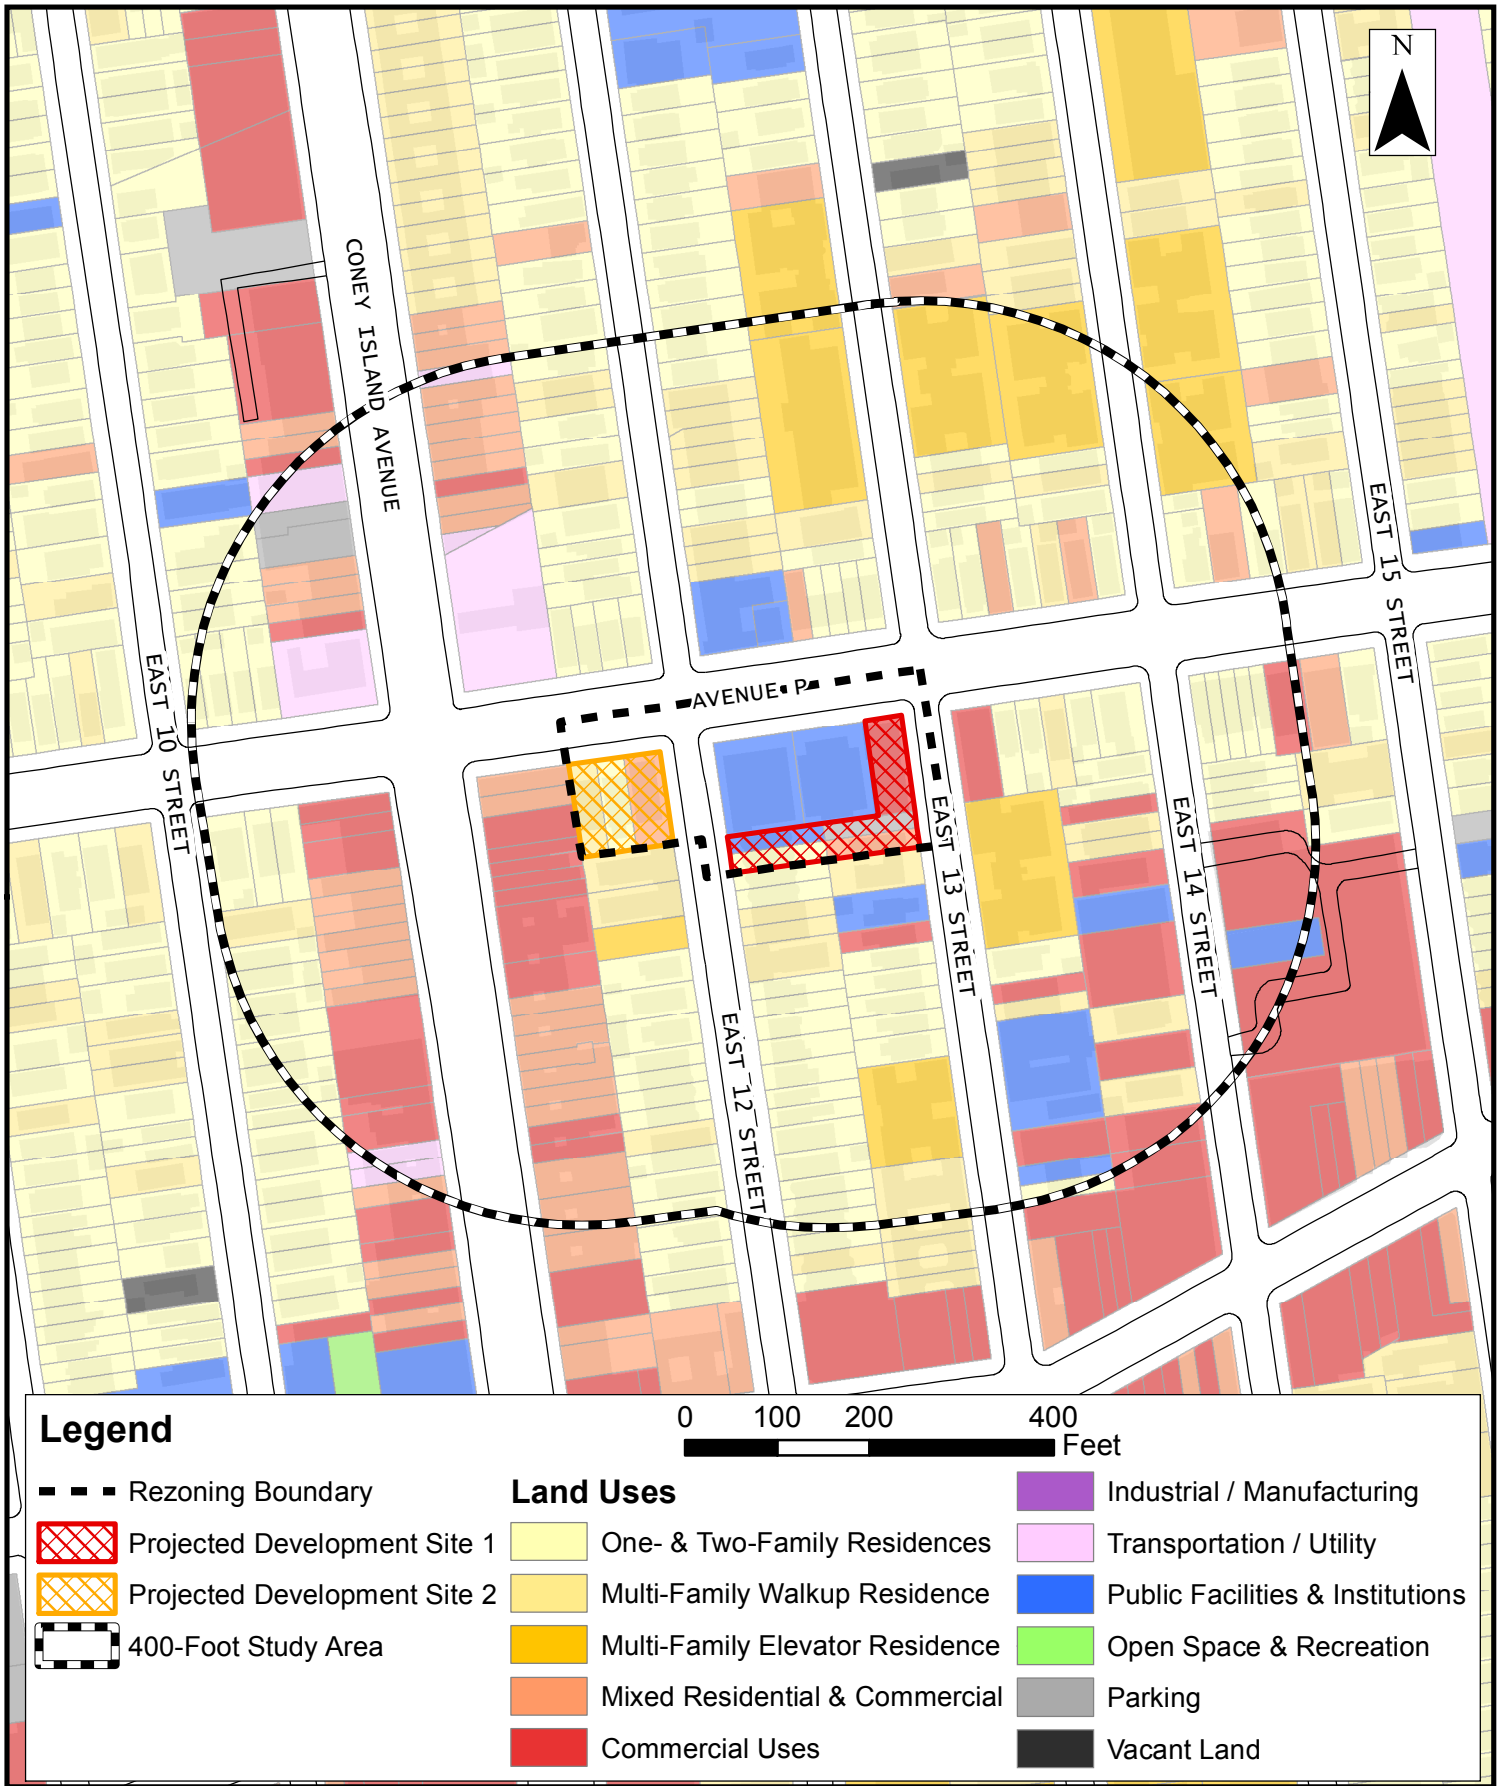 N
CONEY ISLAND AVENUE
EAST 15 STREET
EAST 10 STREET
AVENUE P
EAST 13 STREET
EAST 14 STREET
EAST 12 STREET
Legend
0 100 200 400
Feet
Rezoning Boundary
Projected Development Site 1
Projected Development Site 2
400-Foot Study Area
Land Uses
One- & Two-Family Residences
Multi-Family Walkup Residence
Multi-Family Elevator Residence
Mixed Residential & Commercial
Commercial Uses
Industrial / Manufacturing
Transportation / Utility
Public Facilities & Institutions
Open Space & Recreation
Parking
Vacant Land